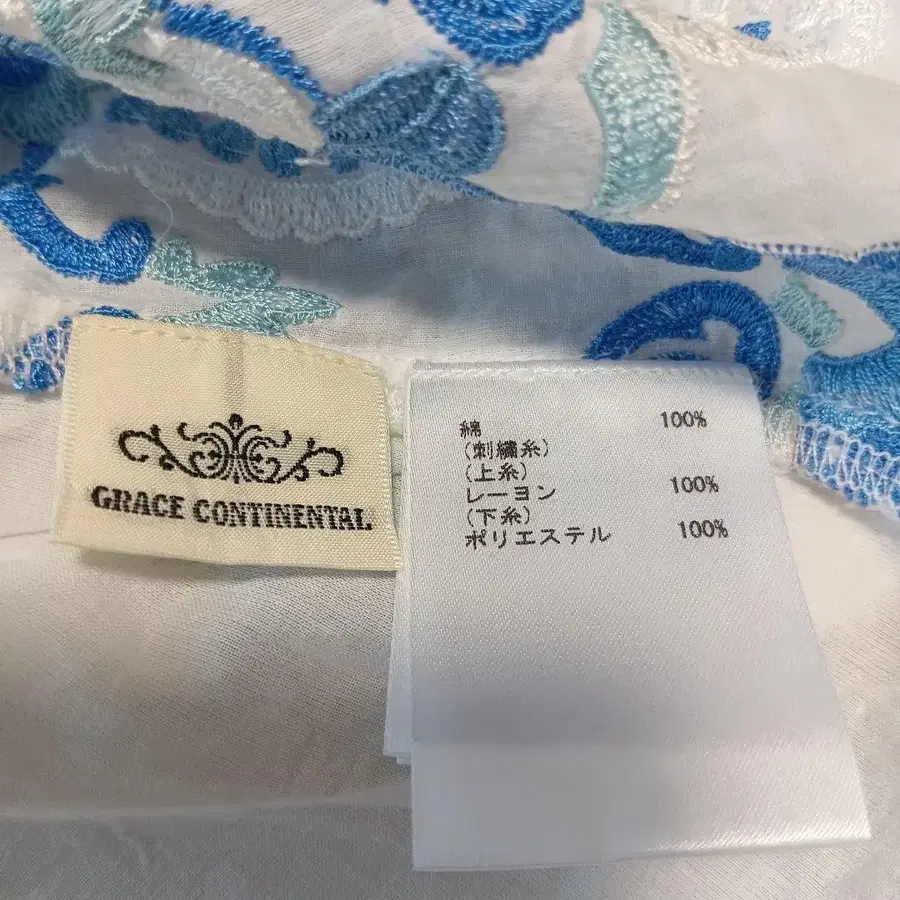 GRACE CONTINENTAL
綿 100%
(刺繍糸)
(上糸)
レーヨン 100%
(下糸)
ポリエステル 100%